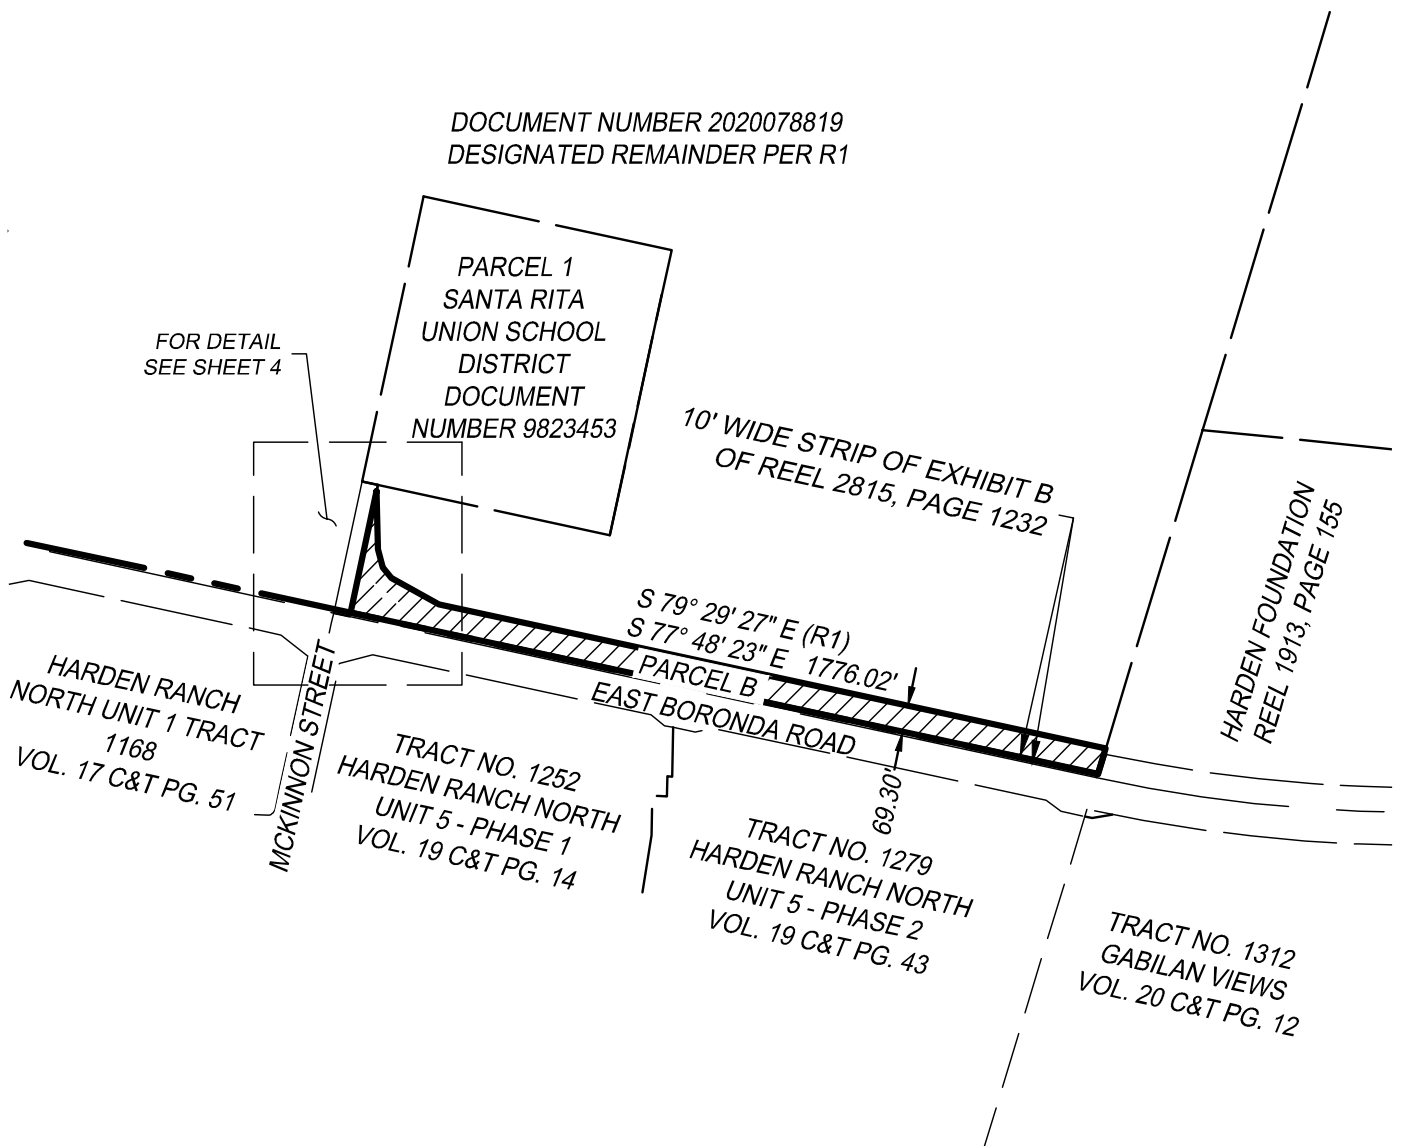 DOCUMENT NUMBER 2020078819
DESIGNATED REMAINDER PER R1
PARCEL 1
SANTA RITA
UNION SCHOOL
DISTRICT
DOCUMENT
NUMBER 9823453
FOR DETAIL
SEE SHEET 4
10' WIDE STRIP OF EXHIBIT B
OF REEL 2815, PAGE 1232
HARDEN FOUNDATION
REEL 1913, PAGE 155
S 79° 29' 27" E (R1)
S 77° 48' 23" E 1776.02'
PARCEL B
EAST BORONDA ROAD
69.30'
MCKINNON STREET
HARDEN RANCH
NORTH UNIT 1 TRACT
1168
VOL. 17 C&T PG. 51
TRACT NO. 1252
HARDEN RANCH NORTH
UNIT 5 - PHASE 1
VOL. 19 C&T PG. 14
TRACT NO. 1279
HARDEN RANCH NORTH
UNIT 5 - PHASE 2
VOL. 19 C&T PG. 43
TRACT NO. 1312
GABILAN VIEWS
VOL. 20 C&T PG. 12